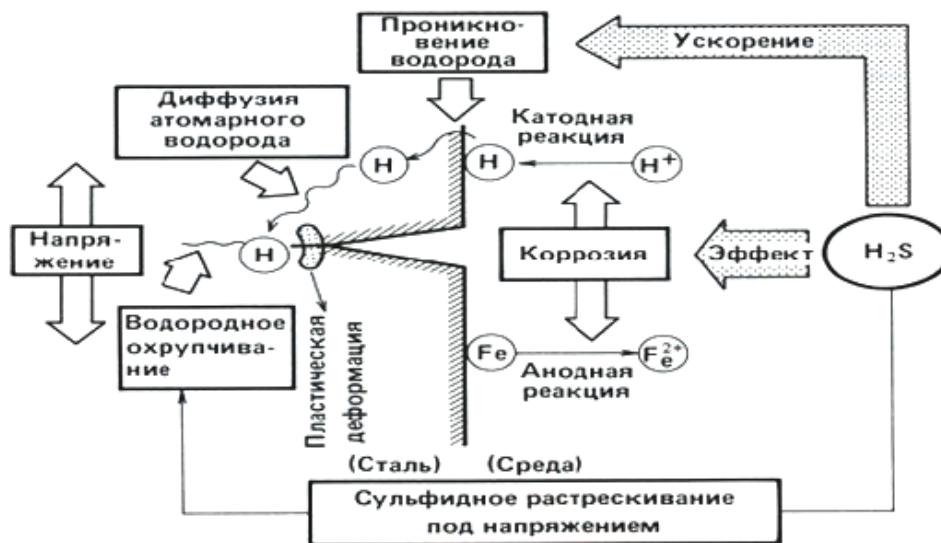 Проникно-
вение
водорода
Ускорение
Диффузия
атомарного
водорода
Катодная
реакция
H
H
H⁺
Напря-
жение
H
Коррозия
Эффект
H₂S
Водородное
охрупчива-
ние
Пластическая
деформация
Fe
Fe²⁺
Анодная
реакция
(Сталь) (Среда)
Сульфидное растрескивание
под напряжением